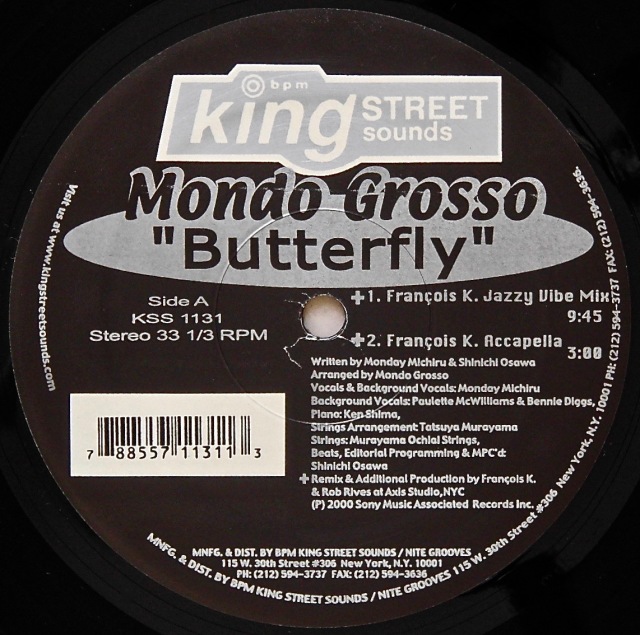 bpm
king STREET
sounds
Mondo Grosso
"Butterfly"
Side A
KSS 1131
Stereo 33 1/3 RPM
+1. François K. Jazzy Vibe Mix
9:45
+2. François K. Accapella
3:00
Written by Monday Michiru & Shinichi Osawa
Arranged by Mondo Grosso
Vocals & Background Vocals: Monday Michiru
Background Vocals: Paulette McWilliams & Bennie Diggs,
Piano: Ken Shima,
Strings Arrangement: Tatsuya Murayama
Strings: Murayama Ochiai Strings,
Beats, Editorial Programming & MPC'd:
Shinichi Osawa
+Remix & Additional Production by François K.
& Rob Rives at Axis Studio, NYC
(P) 2000 Sony Music Associated Records Inc.
7 88557 11311 3
MNFG. & DIST. BY BPM KING STREET SOUNDS / NITE GROOVES
115 W. 30th Street #306 New York, N.Y. 10001
PH: (212) 594-3737 FAX: (212) 594-3636
Visit us at www.kingstreetsounds.com
MNFG. & DIST. BY BPM KING STREET SOUNDS / NITE GROOVES 115 W. 30th Street #306 New York, N.Y. 10001 PH: (212) 594-3737 FAX: (212) 594-3636.